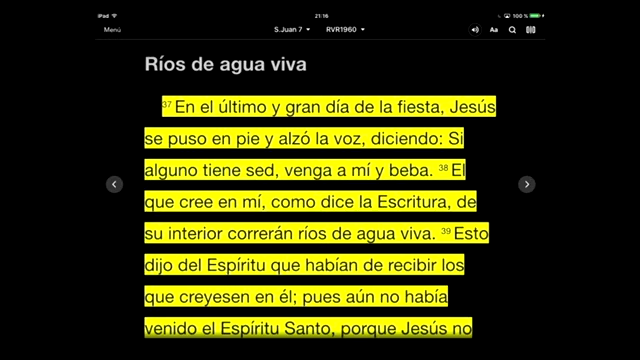 iPad 21:16 100 %
Menú S.Juan 7 RVR1960 Aa
Ríos de agua viva
37 En el último y gran día de la fiesta, Jesús
se puso en pie y alzó la voz, diciendo: Si
alguno tiene sed, venga a mí y beba. 38 El
que cree en mí, como dice la Escritura, de
su interior correrán ríos de agua viva. 39 Esto
dijo del Espíritu que habían de recibir los
que creyesen en él; pues aún no había
venido el Espíritu Santo, porque Jesús no